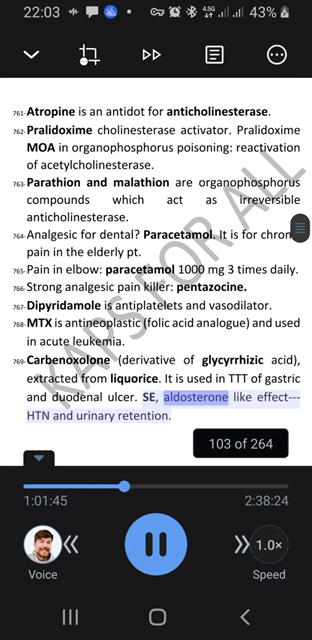 22:03
4.5G
43%
761- Atropine is an antidot for anticholinesterase.
762- Pralidoxime cholinesterase activator. Pralidoxime
MOA in organophosphorus poisoning: reactivation
of acetylcholinesterase.
763- Parathion and malathion are organophosphorus
compounds which act as irreversible
anticholinesterase.
764- Analgesic for dental? Paracetamol. It is for chron
pain in the elderly pt.
765- Pain in elbow: paracetamol 1000 mg 3 times daily.
766- Strong analgesic pain killer: pentazocine.
767- Dipyridamole is antiplatelets and vasodilator.
768- MTX is antineoplastic (folic acid analogue) and used
in acute leukemia.
769- Carbenoxolone (derivative of glycyrrhizic acid),
extracted from liquorice. It is used in TTT of gastric
and duodenal ulcer. SE, aldosterone like effect---
HTN and urinary retention.
KAPS FOR ALL
103 of 264
1:01:45
2:38:24
1.0×
Voice
Speed